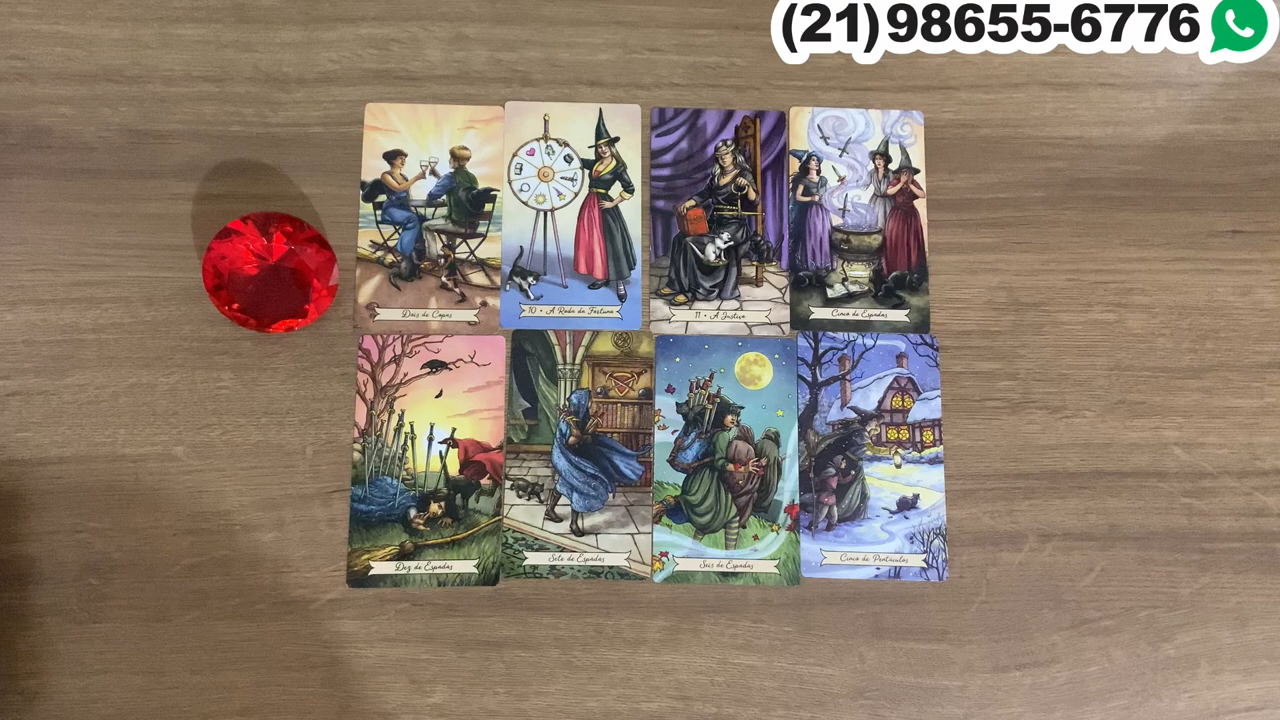 (21)98655-6776
Dois de Copas
10 • A Roda da Fortuna
11 • A Justiça
Cinco de Espadas
Dez de Espadas
Sete de Espadas
Seis de Espadas
Cinco de Pentáculos